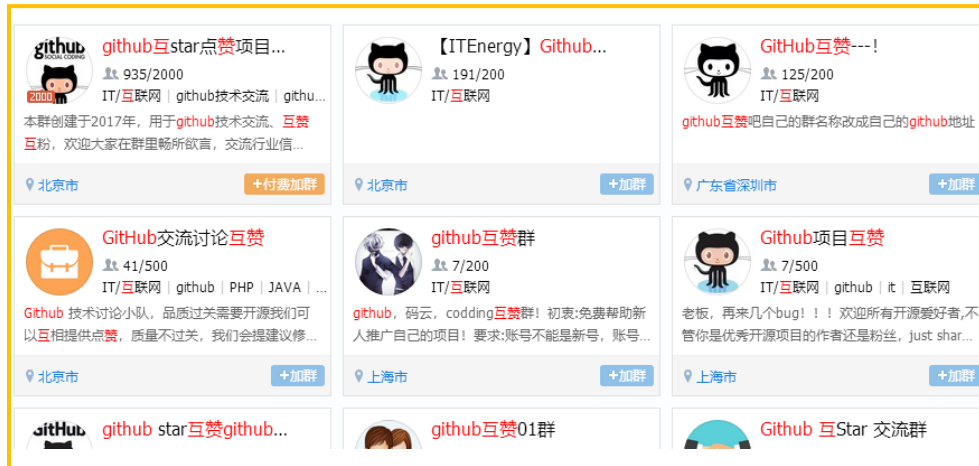 github
SOCIAL CODING
2000
github互star点赞项目...
935/2000
IT/互联网 | github技术交流 | githu...
本群创建于2017年，用于github技术交流、互赞
互粉，欢迎大家在群里畅所欲言，交流行业信...
北京市
+付费加群
【ITEnergy】Github...
191/200
IT/互联网
北京市
+加群
GitHub互赞---!
125/200
IT/互联网
github互赞吧自己的群名称改成自己的github地址
广东省深圳市
+加群
GitHub交流讨论互赞
41/500
IT/互联网 | github | PHP | JAVA | ...
Github 技术讨论小队，品质过关需要开源我们可
以互相提供点赞，质量不过关，我们会提建议修...
北京市
+加群
github互赞群
7/200
IT/互联网
github，码云，codding互赞群！初衷:免费帮助新
人推广自己的项目！要求:账号不能是新号，账号...
上海市
+加群
Github项目互赞
7/500
IT/互联网 | github | it | 互联网
老板，再来几个bug！！！欢迎所有开源爱好者,不
管你是优秀开源项目的作者还是粉丝，just shar...
上海市
+加群
GitHub
github star互赞github...
github互赞01群
Github 互Star 交流群